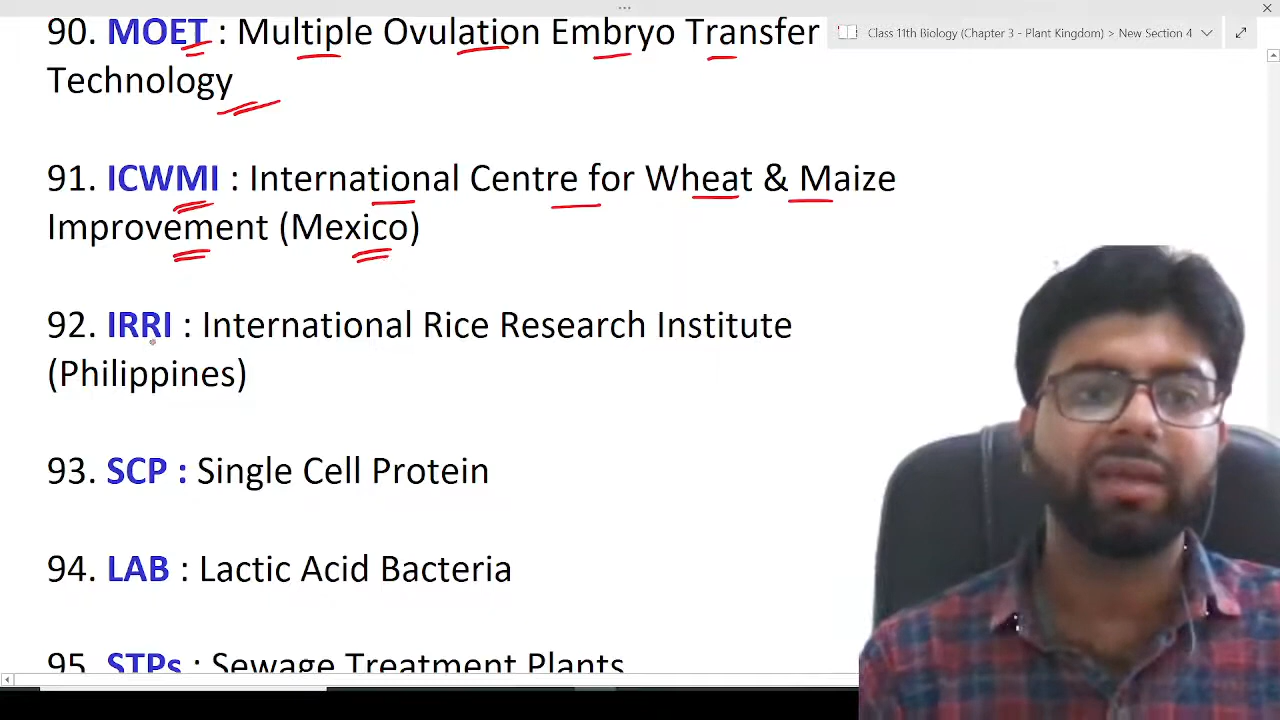 90. MOET : Multiple Ovulation Embryo Transfer
Class 11th Biology (Chapter 3 - Plant Kingdom) > New Section 4
Technology
91. ICWMI : International Centre for Wheat & Maize
Improvement (Mexico)
92. IRRI : International Rice Research Institute
(Philippines)
93. SCP : Single Cell Protein
94. LAB : Lactic Acid Bacteria
95. STPs : Sewage Treatment Plants